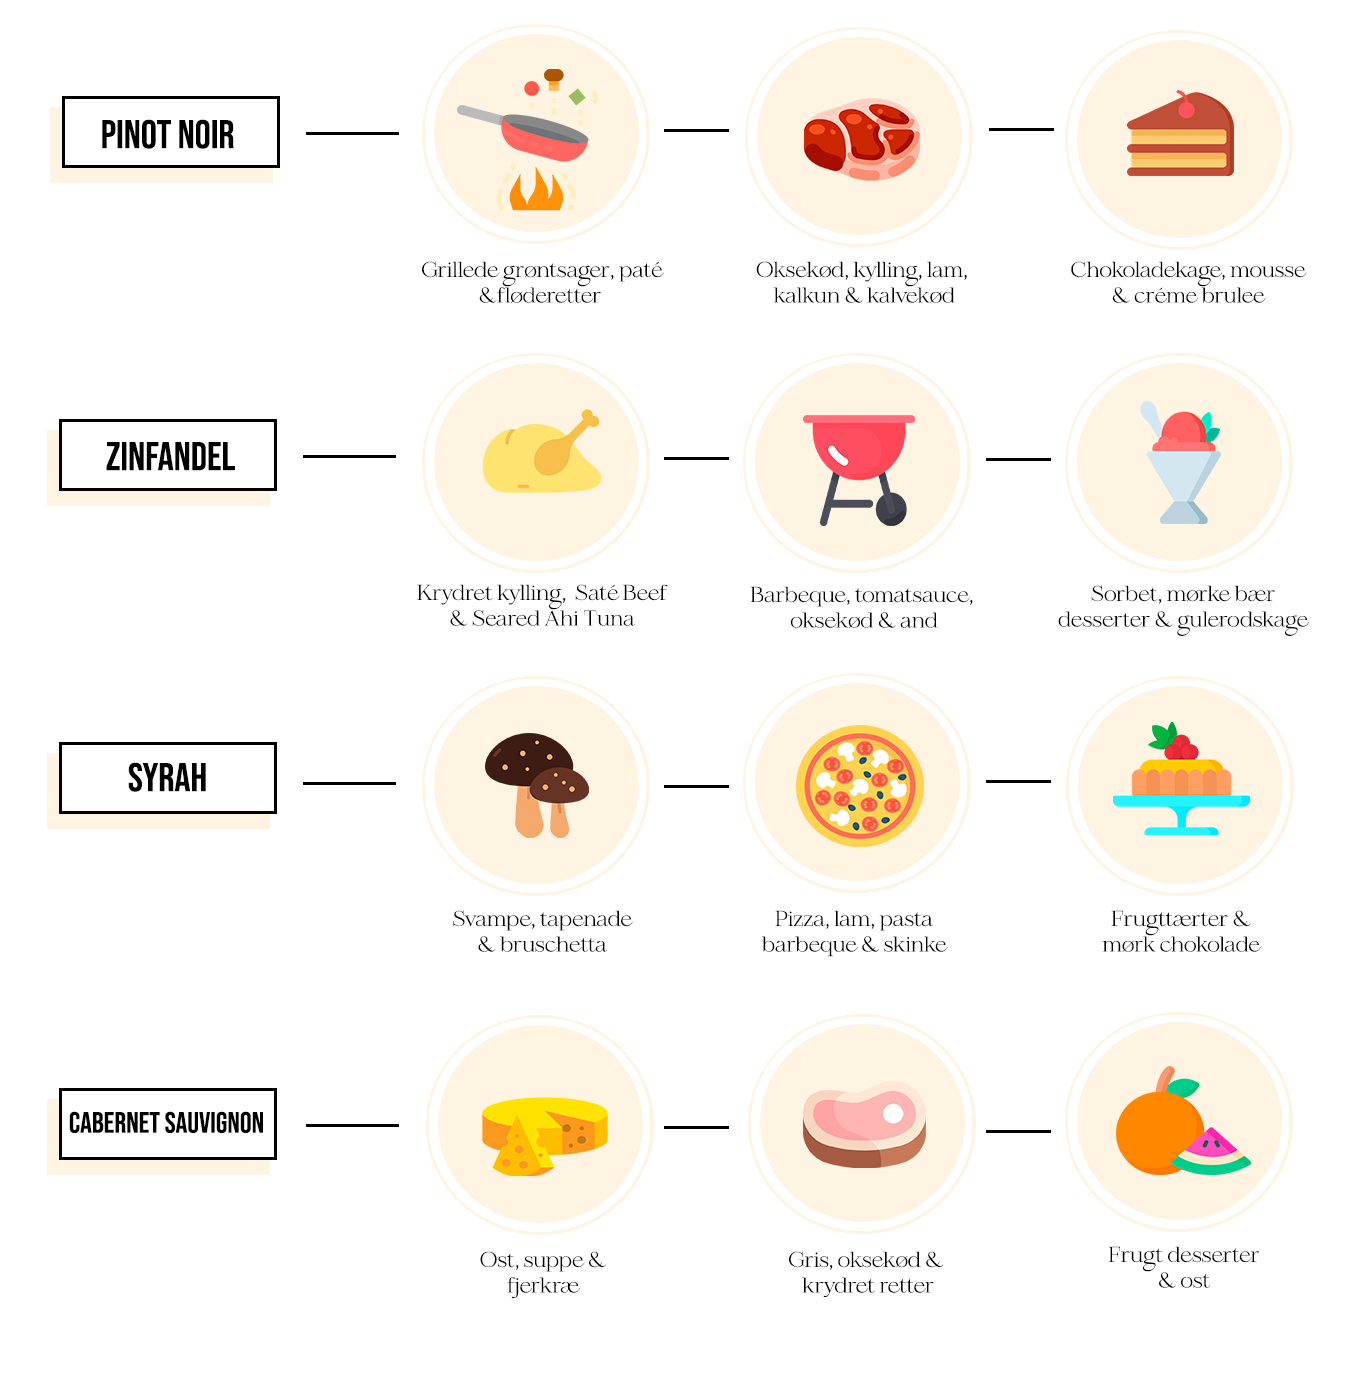 PINOT NOIR
Grillede grøntsager, paté
&fløderetter
Oksekød, kylling, lam,
kalkun & kalvekød
Chokoladekage, mousse
& créme brulee
ZINFANDEL
Krydret kylling, Saté Beef
& Seared Ahi Tuna
Barbeque, tomatsauce,
oksekød & and
Sorbet, mørke bær
desserter & gulerodskage
SYRAH
Svampe, tapenade
& bruschetta
Pizza, lam, pasta
barbeque & skinke
Frugttærter &
mørk chokolade
CABERNET SAUVIGNON
Ost, suppe &
fjerkræ
Gris, oksekød &
krydret retter
Frugt desserter
& ost